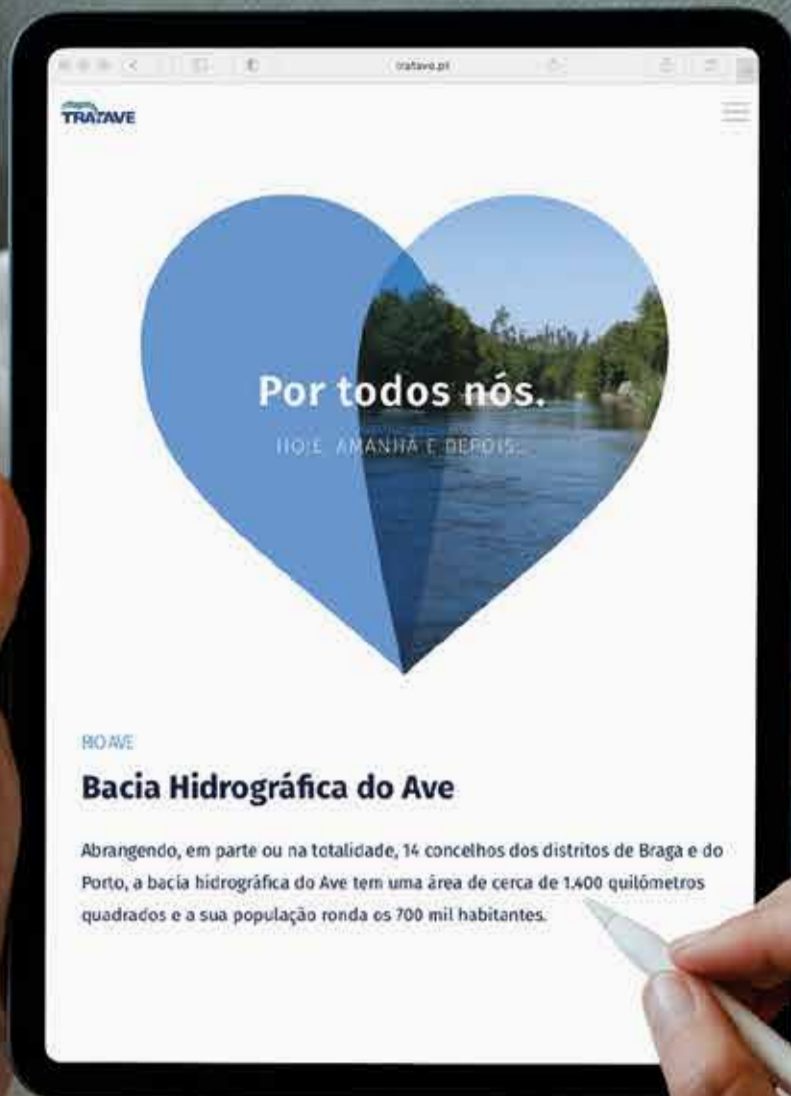 tratave.pt
TRATAVE
Por todos nós.
HOJE, AMANHÃ E DEPOIS...
RIO AVE
Bacia Hidrográfica do Ave
Abrangendo, em parte ou na totalidade, 14 concelhos dos distritos de Braga e do
Porto, a bacia hidrográfica do Ave tem uma área de cerca de 1.400 quilómetros
quadrados e a sua população ronda os 700 mil habitantes.